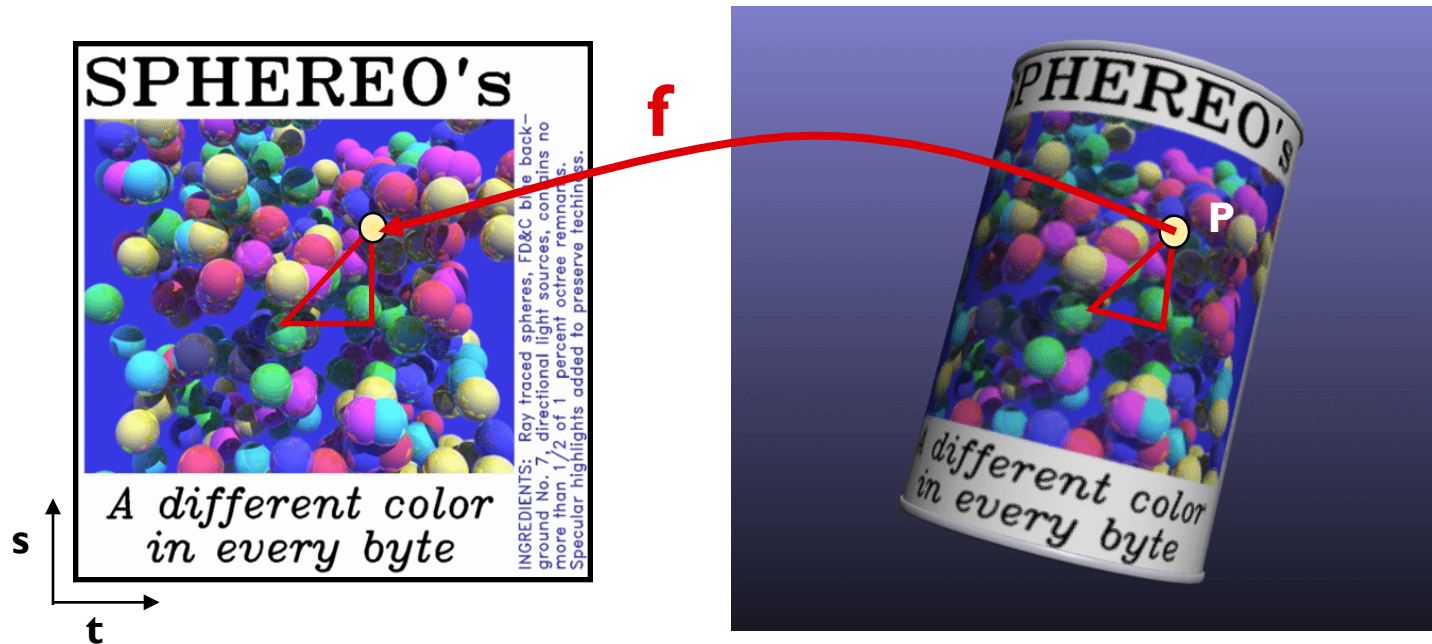 SPHEREO's
INGREDIENTS: Ray traced spheres, FD&C blue back-
ground No. 7, directional light sources, contains no
more than 1/2 of 1 percent octree remnants.
Specular highlights added to preserve techiness.
A different color
in every byte
s
t
f
SPHEREO's
P
A different color
in every byte